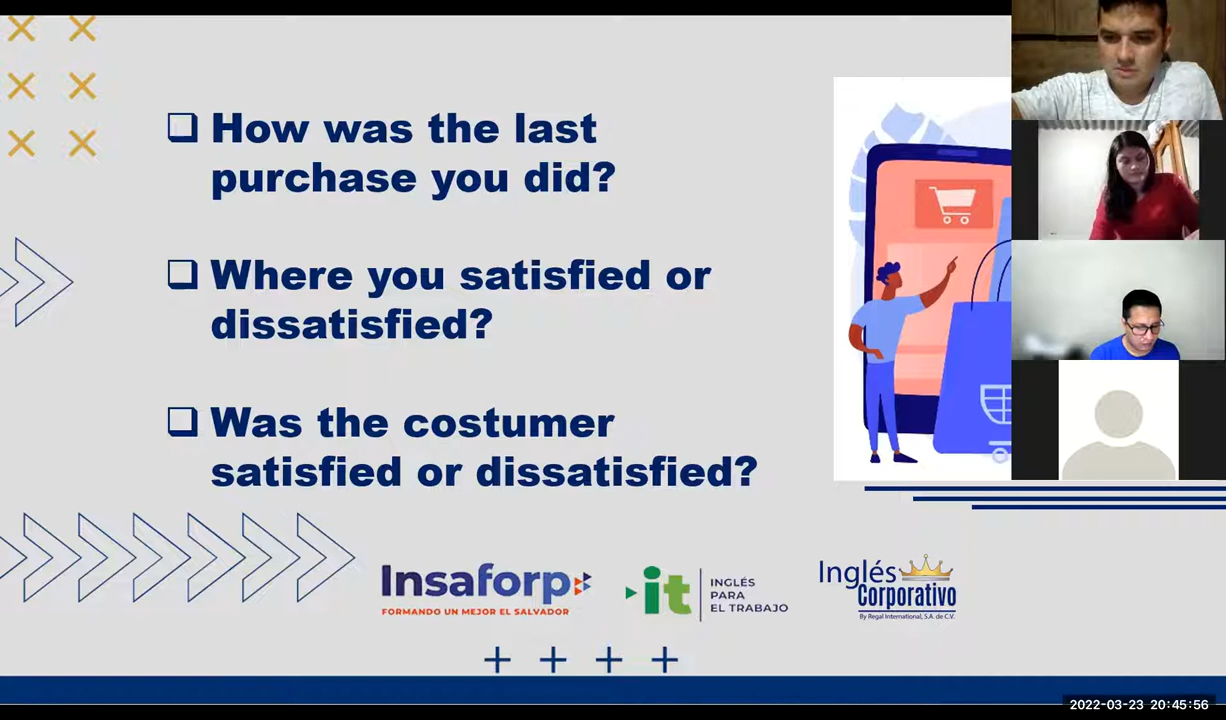 How was the last
purchase you did?
Where you satisfied or
dissatisfied?
Was the costumer
satisfied or dissatisfied?
Insaforp
FORMANDO UN MEJOR EL SALVADOR
it
INGLÉS
PARA
EL TRABAJO
Inglés
Corporativo
By Regal International, S.A. de C.V.
2022-03-23 20:45:56